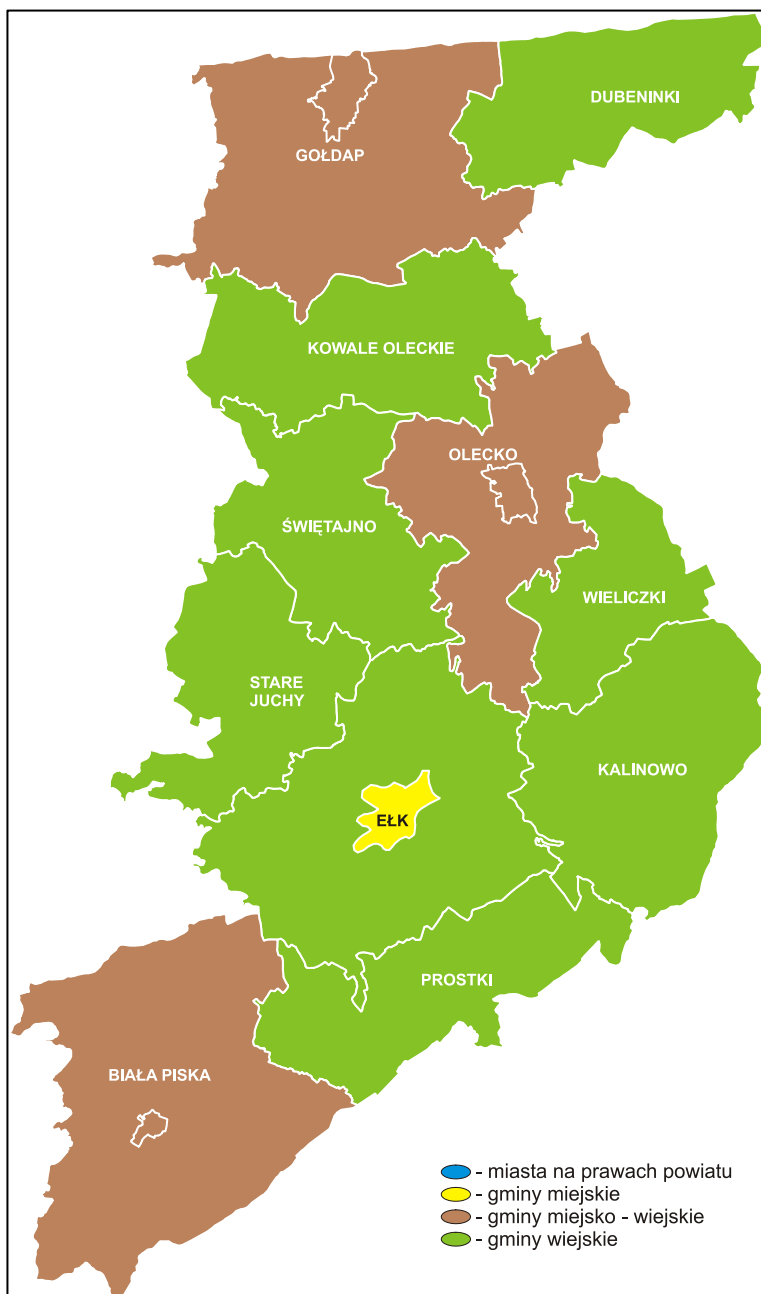 DUBENINKI
GOŁDAP
KOWALE OLECKIE
OLECKO
ŚWIĘTAJNO
WIELICZKI
STARE
JUCHY
KALINOWO
EŁK
PROSTKI
BIAŁA PISKA
- miasta na prawach powiatu
- gminy miejskie
- gminy miejsko - wiejskie
- gminy wiejskie